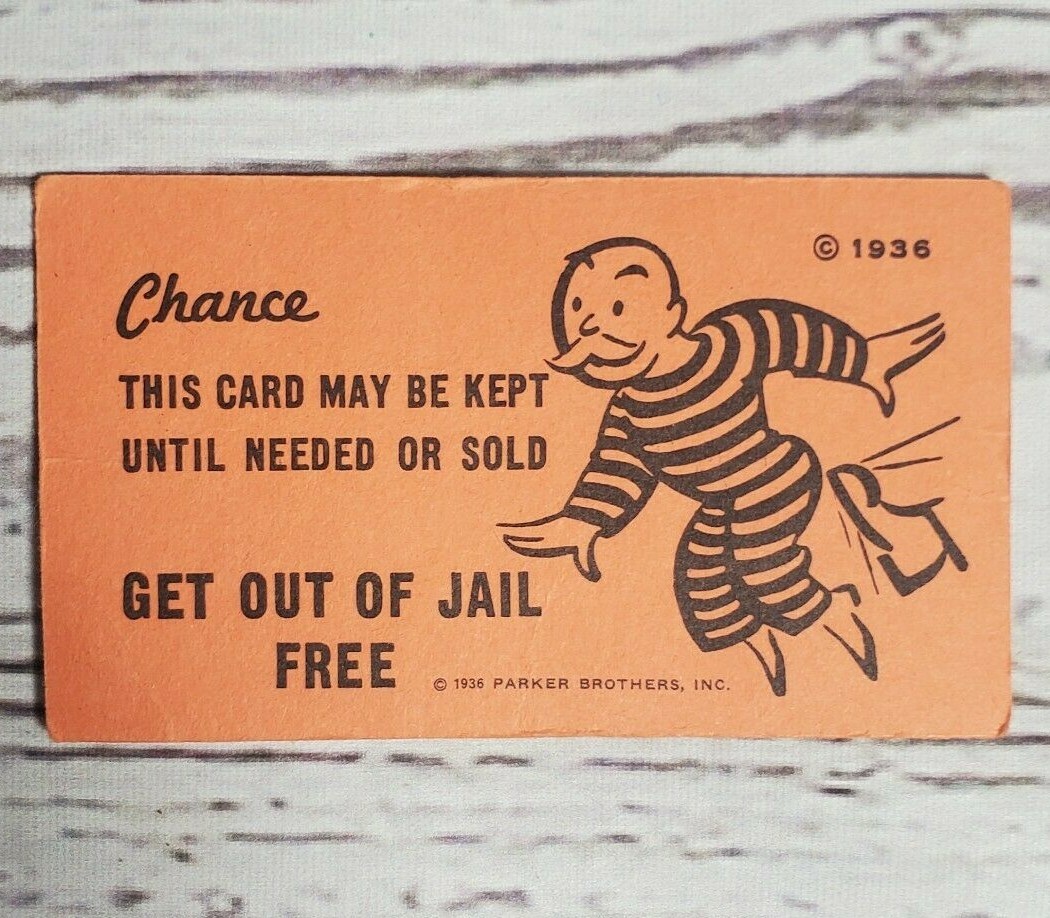 © 1936
Chance
THIS CARD MAY BE KEPT
UNTIL NEEDED OR SOLD
GET OUT OF JAIL
FREE
© 1936 PARKER BROTHERS, INC.